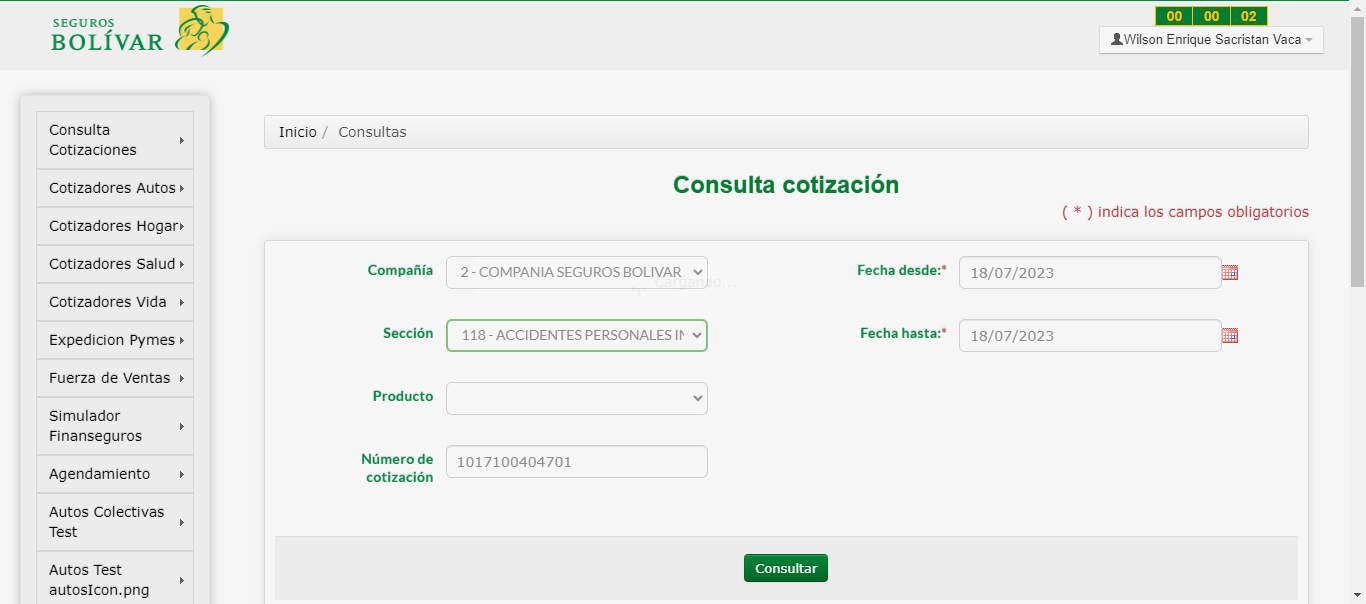 SEGUROS
BOLÍVAR
00 00 02
Wilson Enrique Sacristan Vaca
Consulta
Cotizaciones
Cotizadores Autos
Cotizadores Hogar
Cotizadores Salud
Cotizadores Vida
Expedicion Pymes
Fuerza de Ventas
Simulador
Finanseguros
Agendamiento
Autos Colectivas
Test
Autos Test
autosIcon.png
Inicio / Consultas
Consulta cotización
( * ) indica los campos obligatorios
Compañía 2 - COMPANIA SEGUROS BOLIVAR Fecha desde:* 18/07/2023
Cargando...
Sección 118 - ACCIDENTES PERSONALES IN Fecha hasta:* 18/07/2023
Producto
Número de
cotización
1017100404701
Consultar